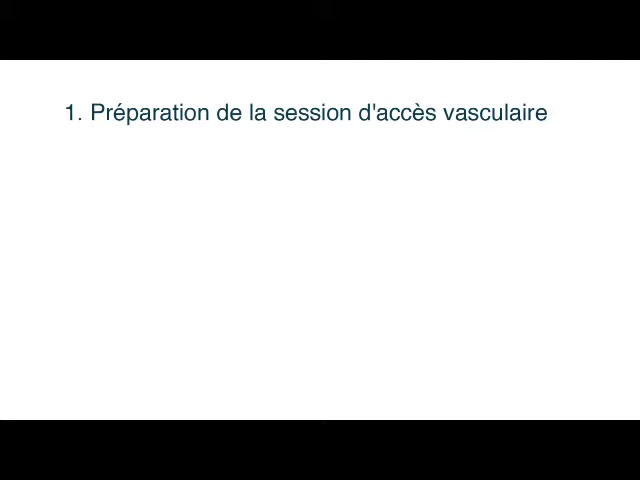 1. Préparation de la session d'accès vasculaire